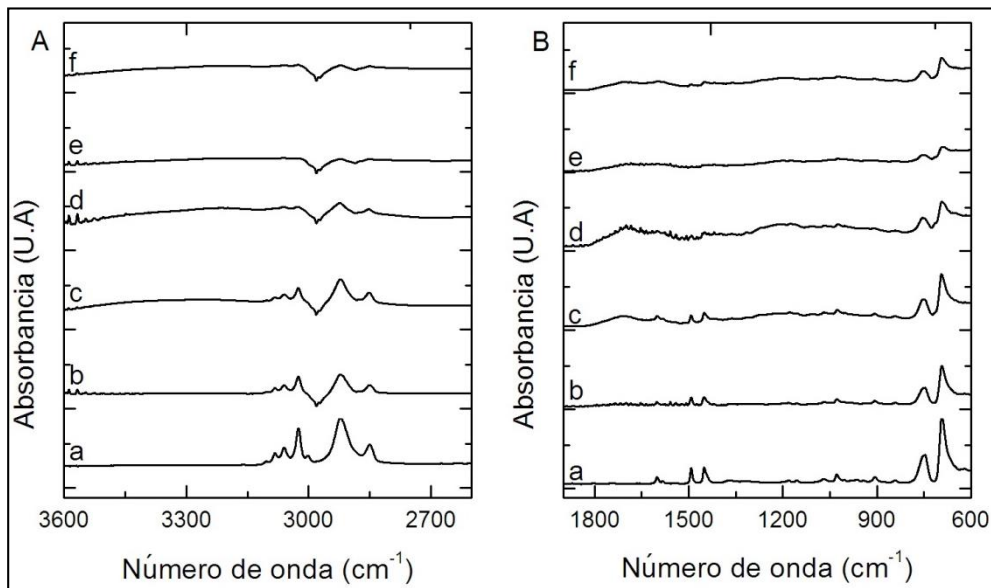 A
f
e
d
c
b
a
Absorbancia (U.A)
3600
3300
3000
2700
Número de onda (cm⁻¹)
B
f
e
d
c
b
a
Absorbancia (U.A)
1800
1500
1200
900
600
Número de onda (cm⁻¹)